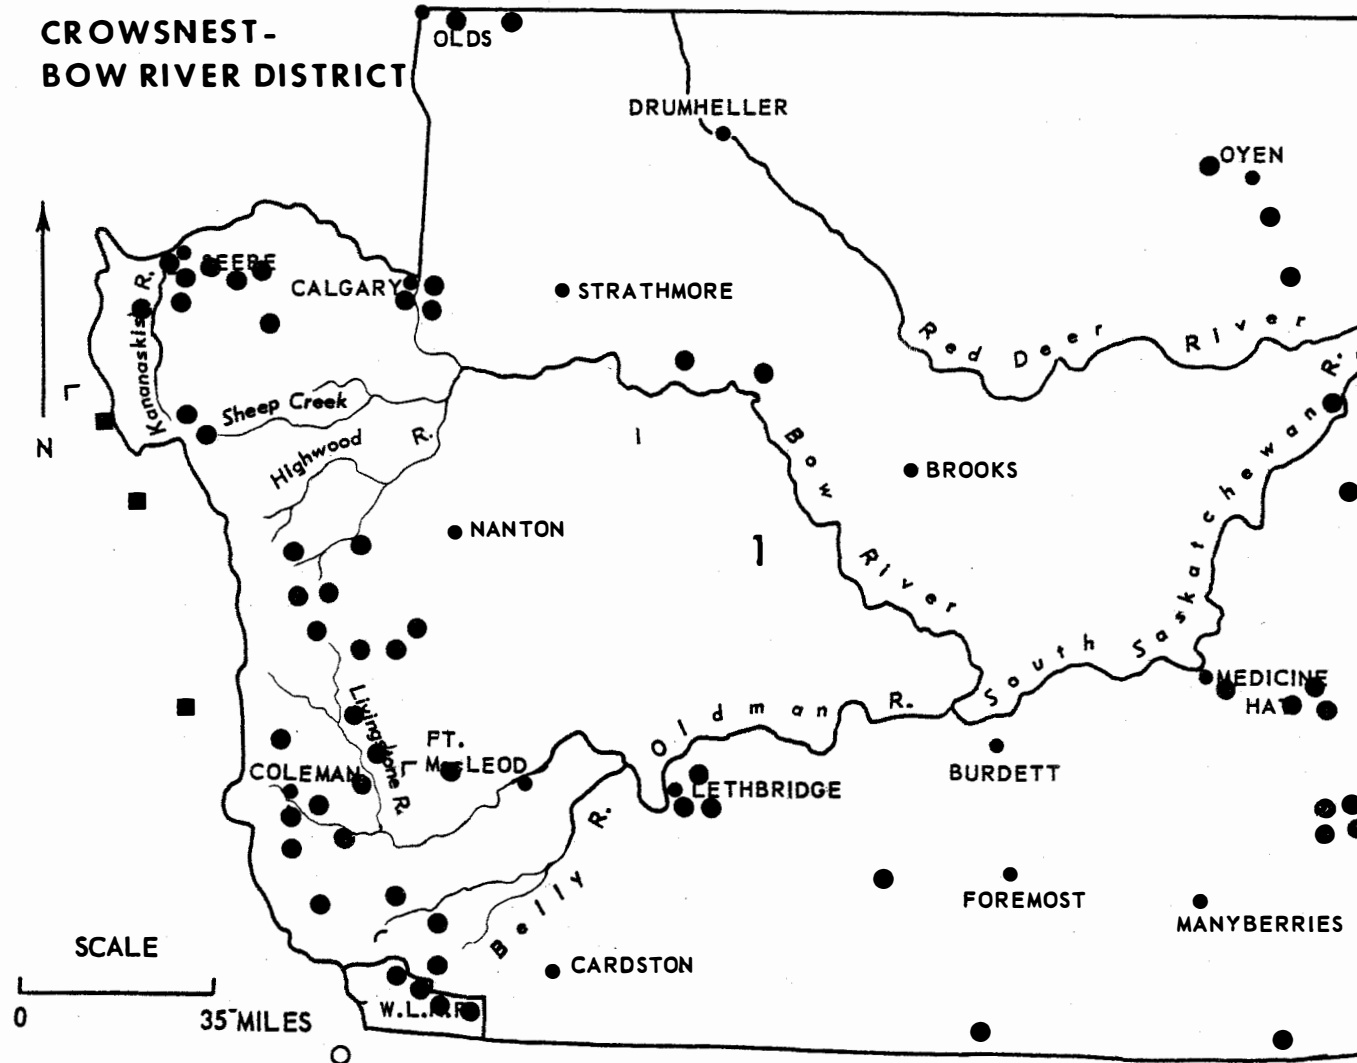 CROWSNEST-
BOW RIVER DISTRICT
OLDS
DRUMHELLER
OYEN
SEEBE
CALGARY
STRATHMORE
Kananaskis R.
Red Deer River
Sheep Creek
Highwood R.
N
Bow River
BROOKS
South Saskatchewan R.
NANTON
MEDICINE
HAT
Livingstone R.
Oldman R.
FT.
MacLEOD
COLEMAN
LETHBRIDGE
BURDETT
Belly R.
FOREMOST
MANYBERRIES
CARDSTON
SCALE
0 35 MILES